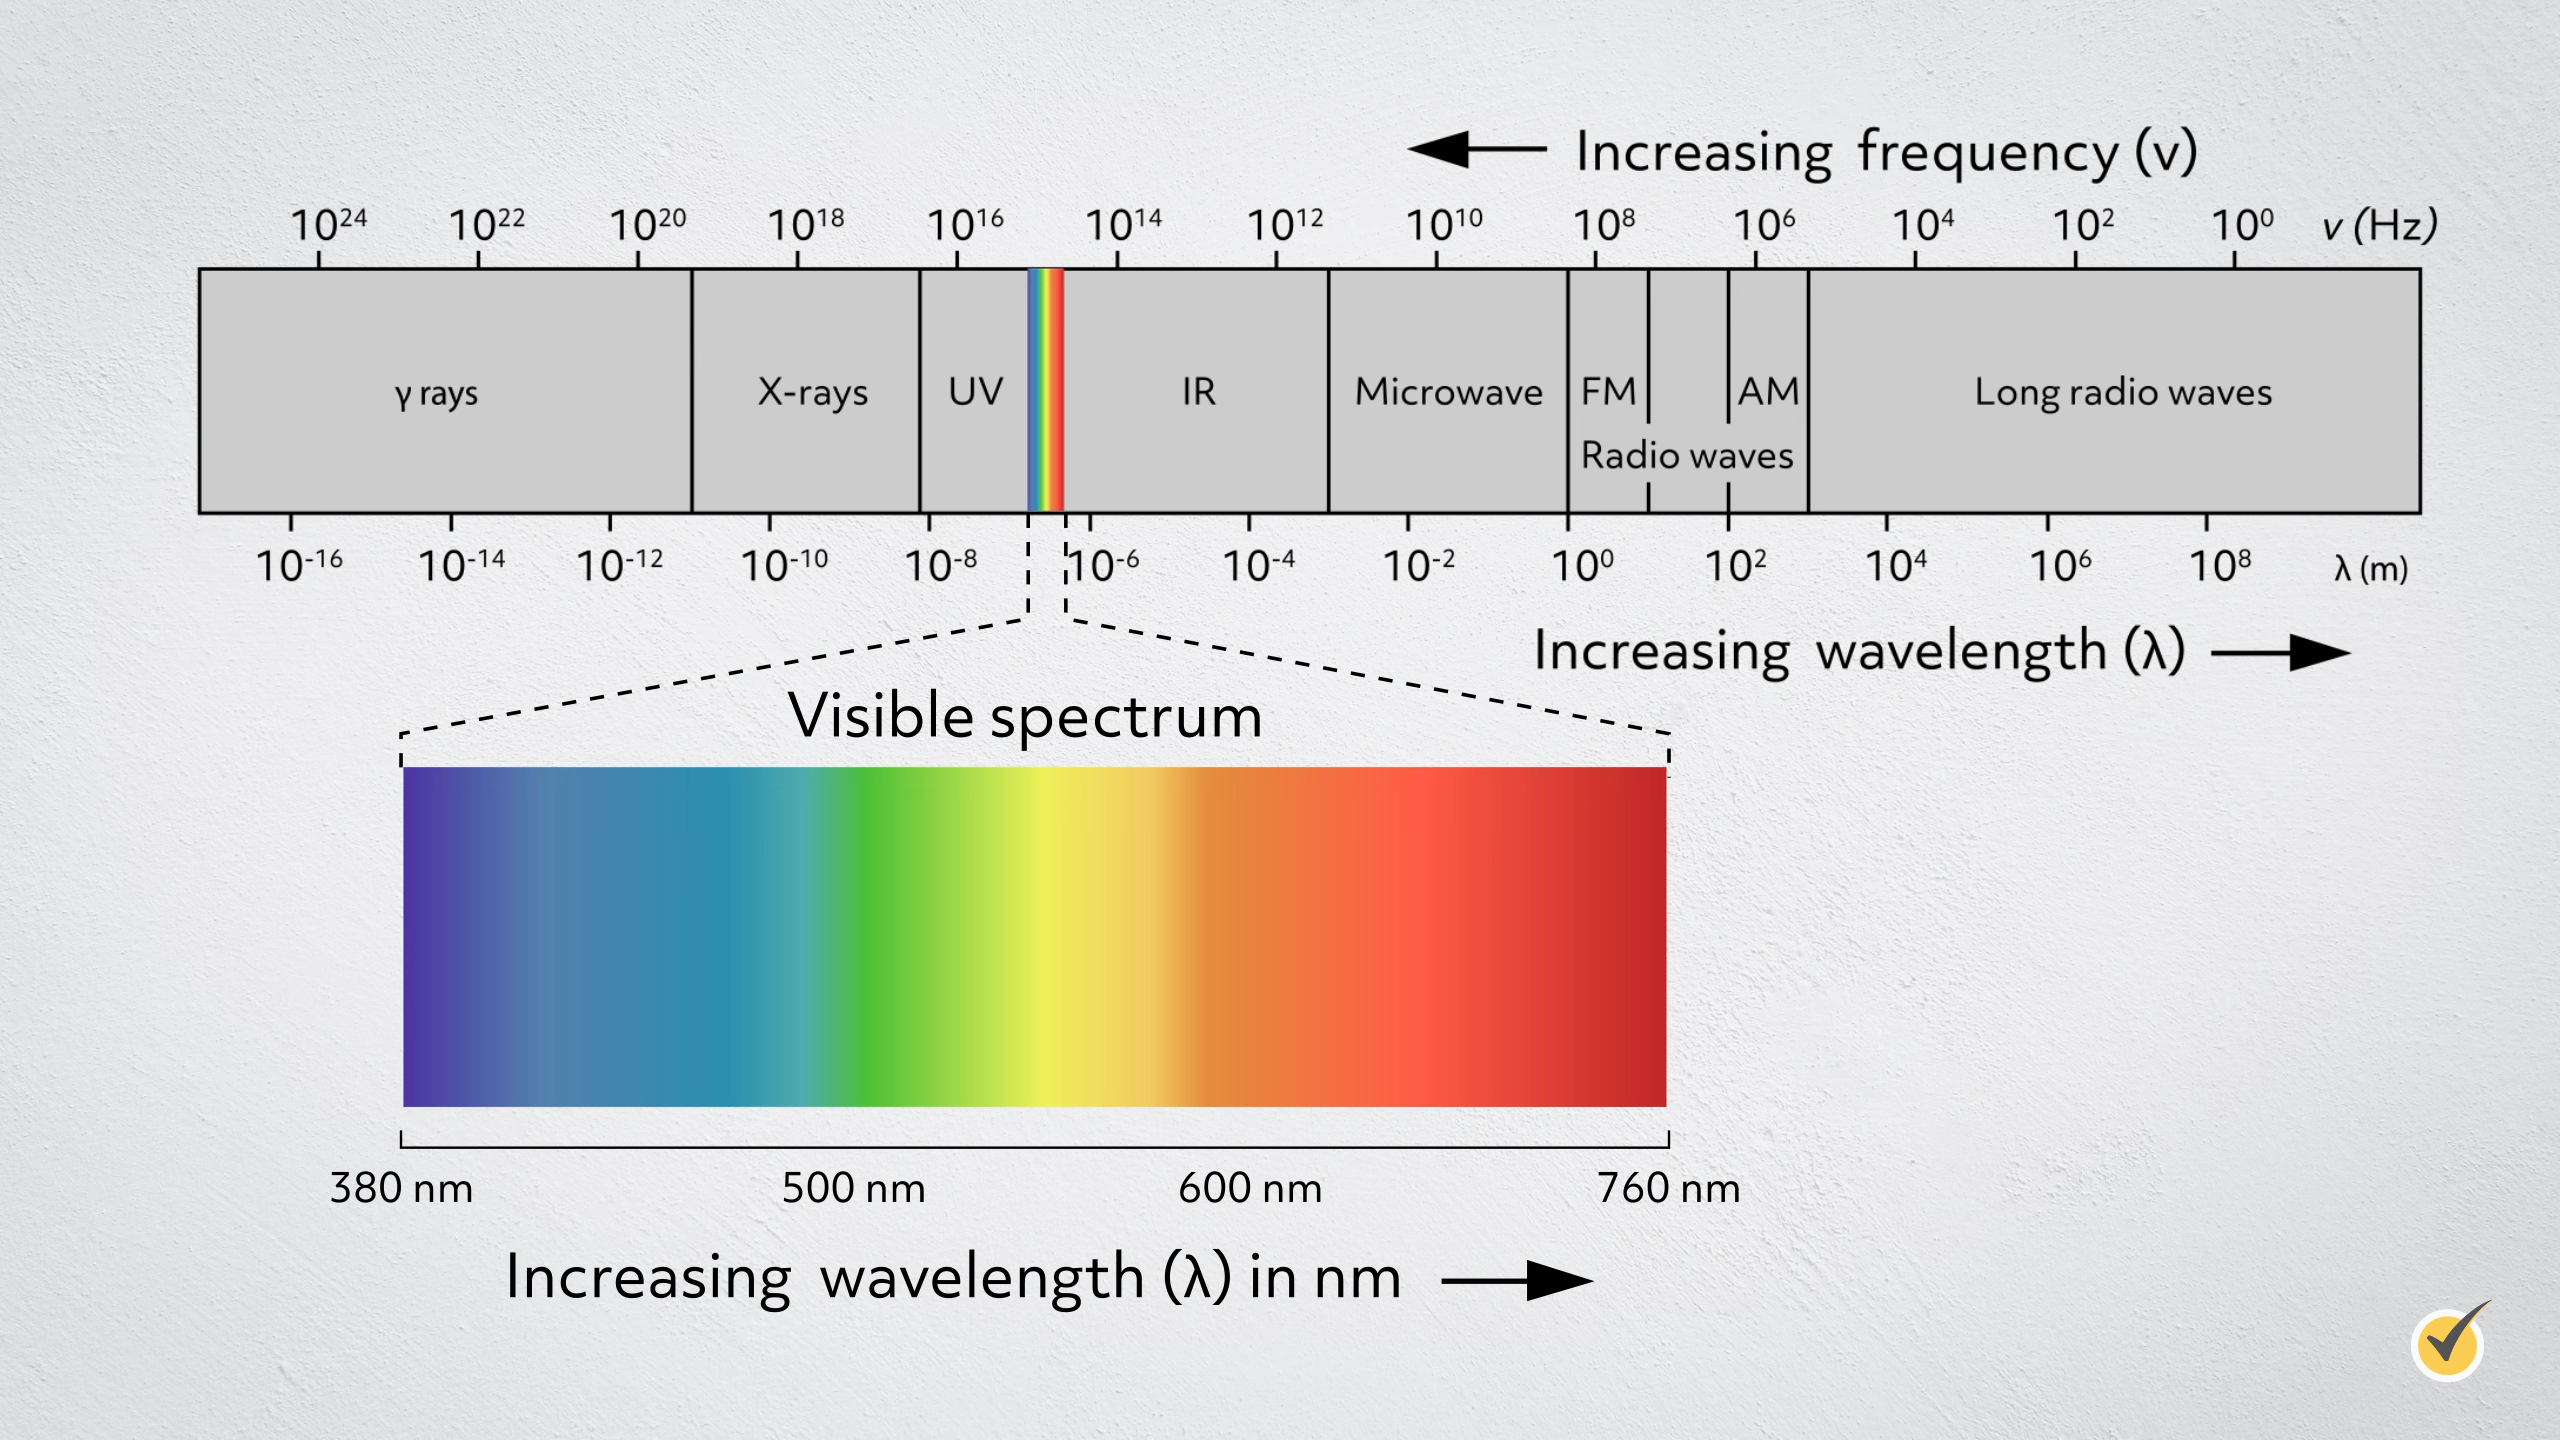 Increasing frequency (ν)
10²⁴ 10²² 10²⁰ 10¹⁸ 10¹⁶ 10¹⁴ 10¹² 10¹⁰ 10⁸ 10⁶ 10⁴ 10² 10⁰ ν (Hz)
γ rays X-rays UV IR Microwave FM AM Long radio waves
Radio waves
10⁻¹⁶ 10⁻¹⁴ 10⁻¹² 10⁻¹⁰ 10⁻⁸ 10⁻⁶ 10⁻⁴ 10⁻² 10⁰ 10² 10⁴ 10⁶ 10⁸ λ (m)
Increasing wavelength (λ)
Visible spectrum
380 nm 500 nm 600 nm 760 nm
Increasing wavelength (λ) in nm